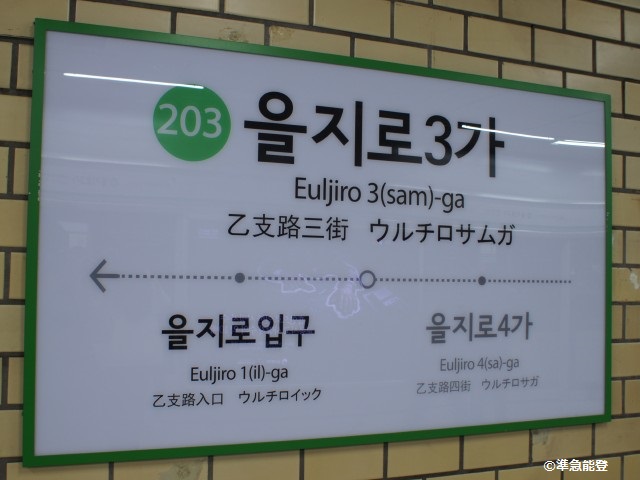 203 을지로3가
Euljiro 3(sam)-ga
乙支路三街 ウルチロサムガ
을지로입구
Euljiro 1(il)-ga
乙支路入口 ウルチロイック
을지로4가
Euljiro 4(sa)-ga
乙支路四街 ウルチロサガ
©準急能登